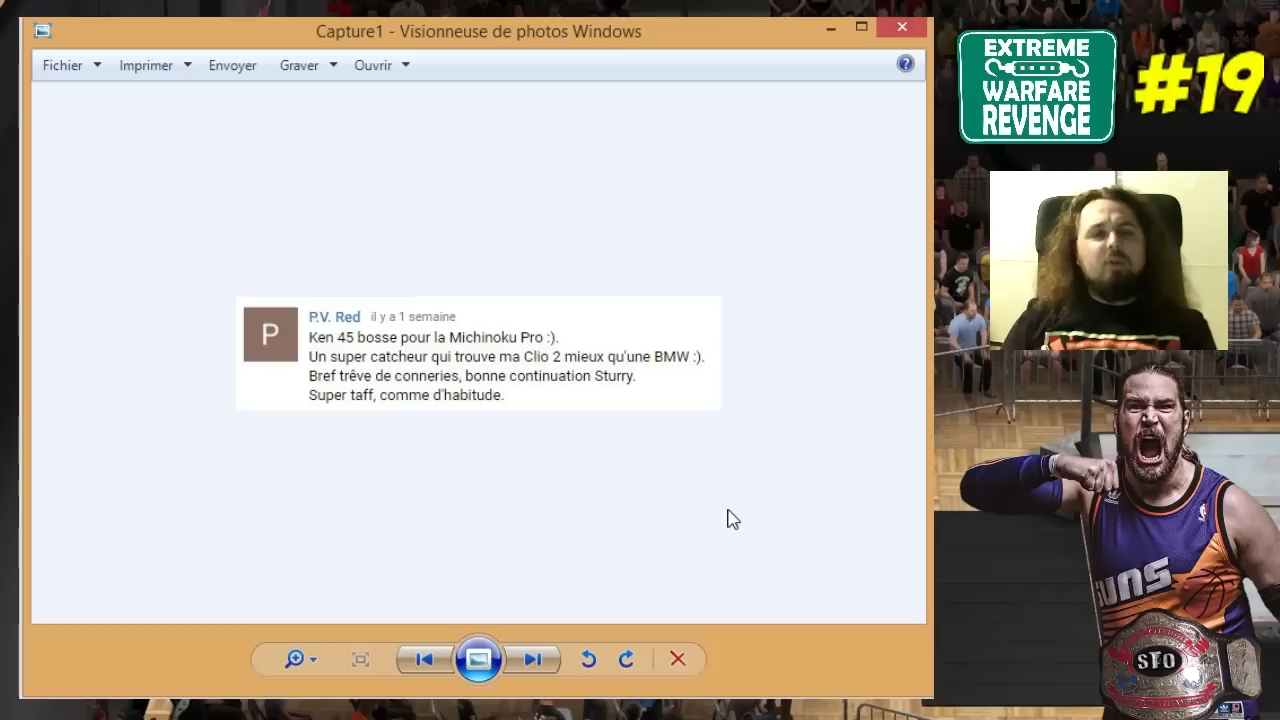 Capture1 - Visionneuse de photos Windows
Fichier Imprimer Envoyer Graver Ouvrir
EXTREME
WARFARE
REVENGE
#19
P
P.V. Red il y a 1 semaine
Ken 45 bosse pour la Michinoku Pro :).
Un super catcheur qui trouve ma Clio 2 mieux qu'une BMW :).
Bref trêve de conneries, bonne continuation Sturry.
Super taff, comme d'habitude.
SUNS
STO